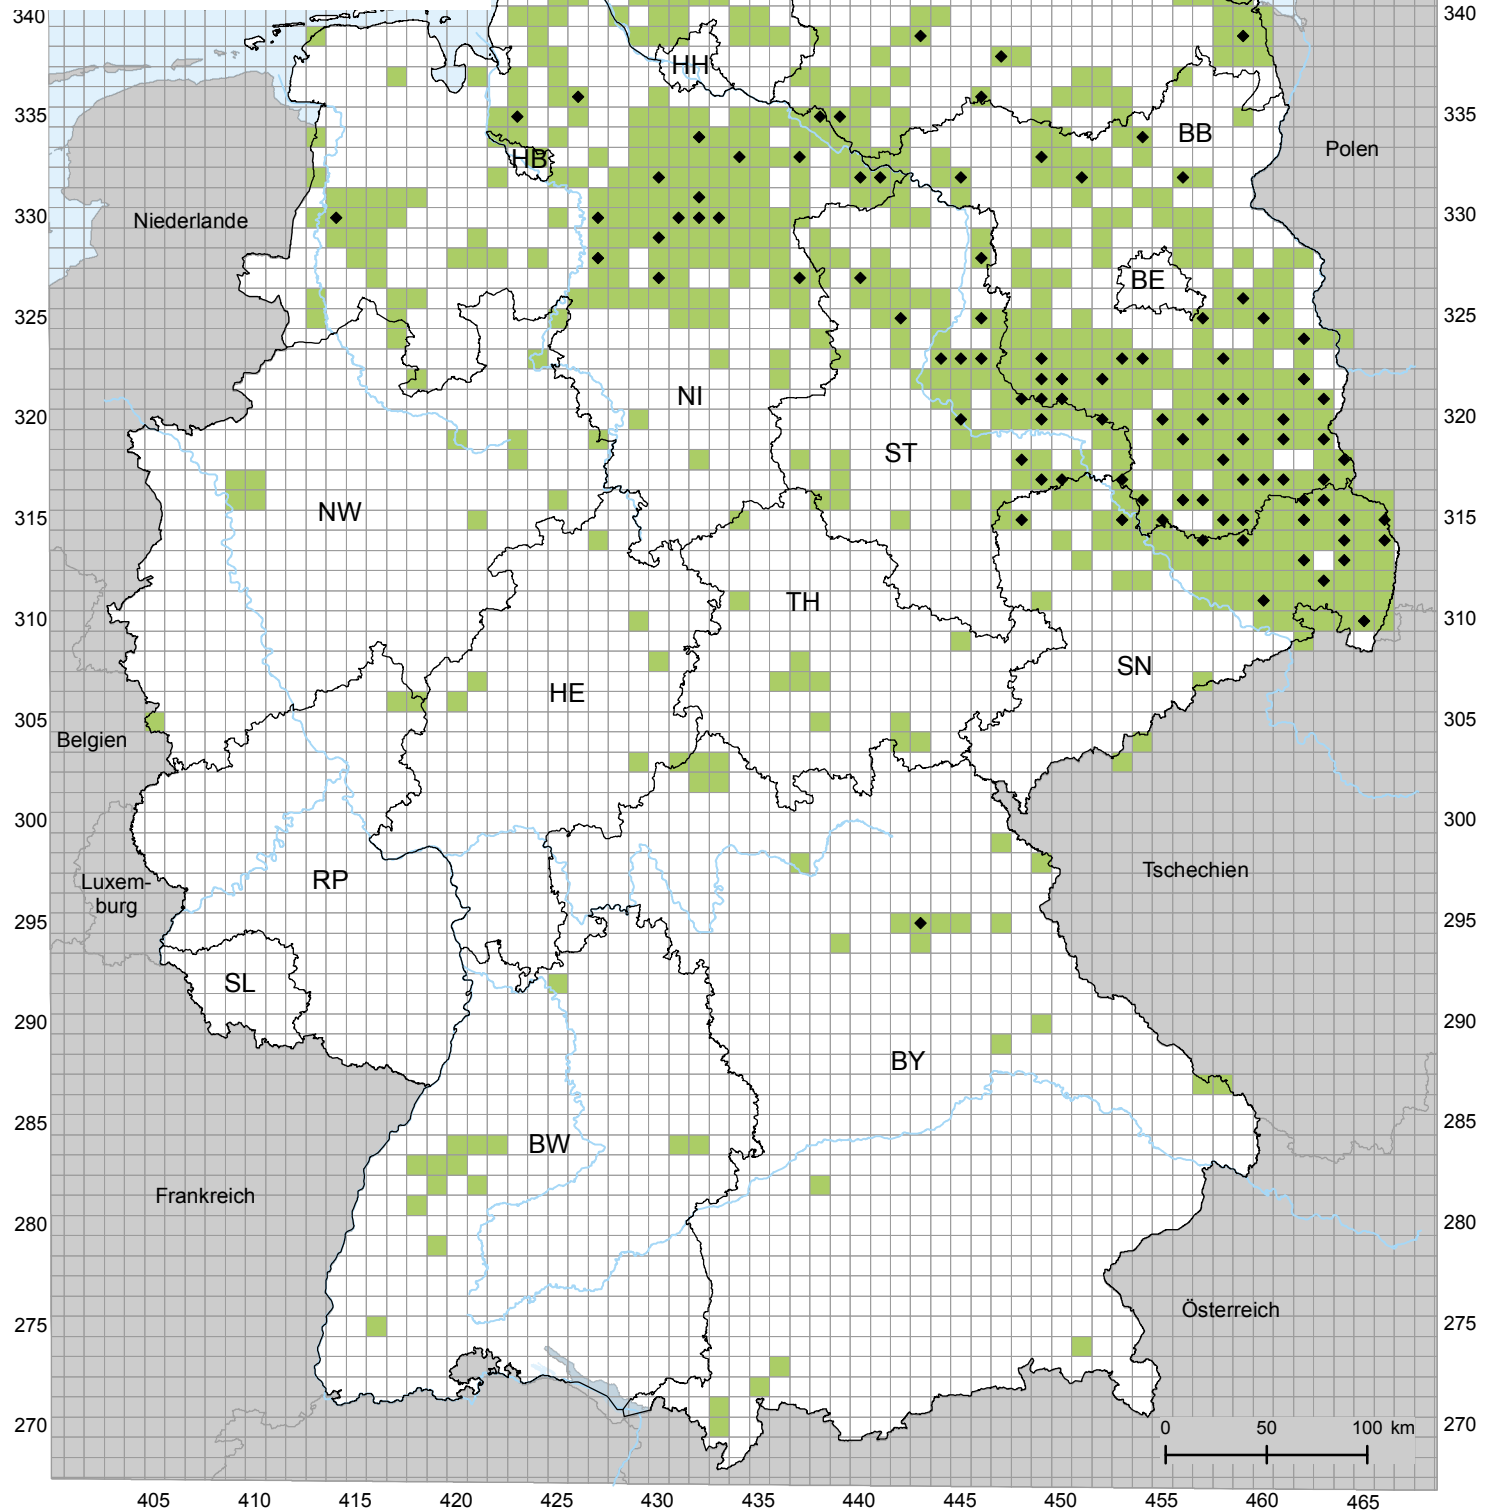 340 340
HH
335 335
BB
HB
Polen
330 330
Niederlande
BE
325 325
NI
320 320
ST
NW
315 315
TH
310 310
SN
HE
305 305
Belgien
300 300
Tschechien
RP
Luxem-
burg
295 295
SL
290 290
BY
285 285
BW
Frankreich
280 280
Österreich
275 275
270 270
0 50 100 km
405 410 415 420 425 430 435 440 445 450 455 460 465